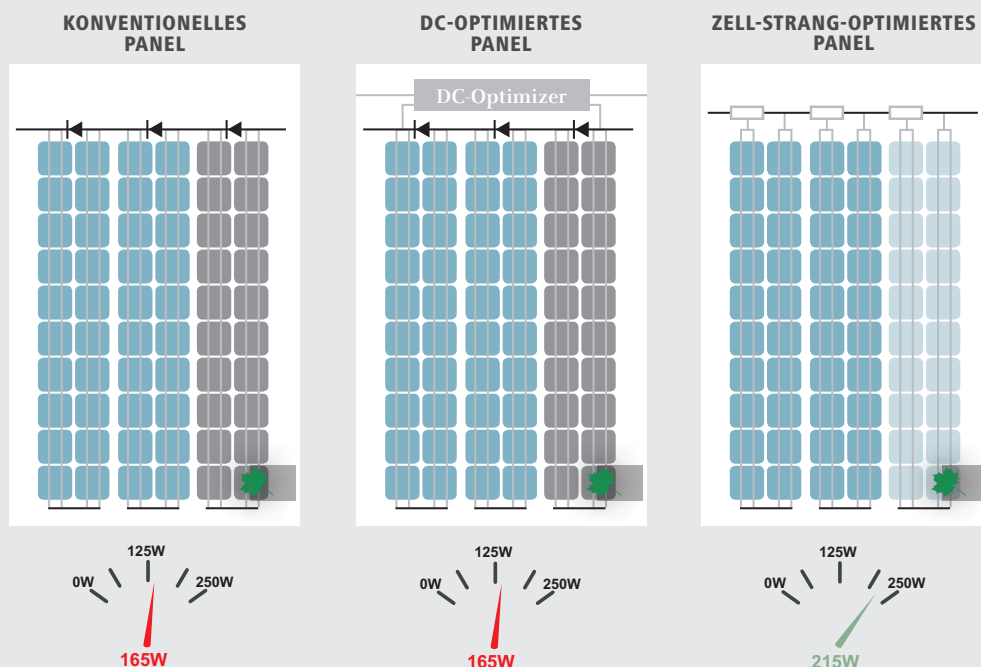 KONVENTIONELLES
PANEL
DC-OPTIMIERTES
PANEL
ZELL-STRANG-OPTIMIERTES
PANEL
DC-Optimizer
125W
0W
250W
165W
125W
0W
250W
165W
125W
0W
250W
215W